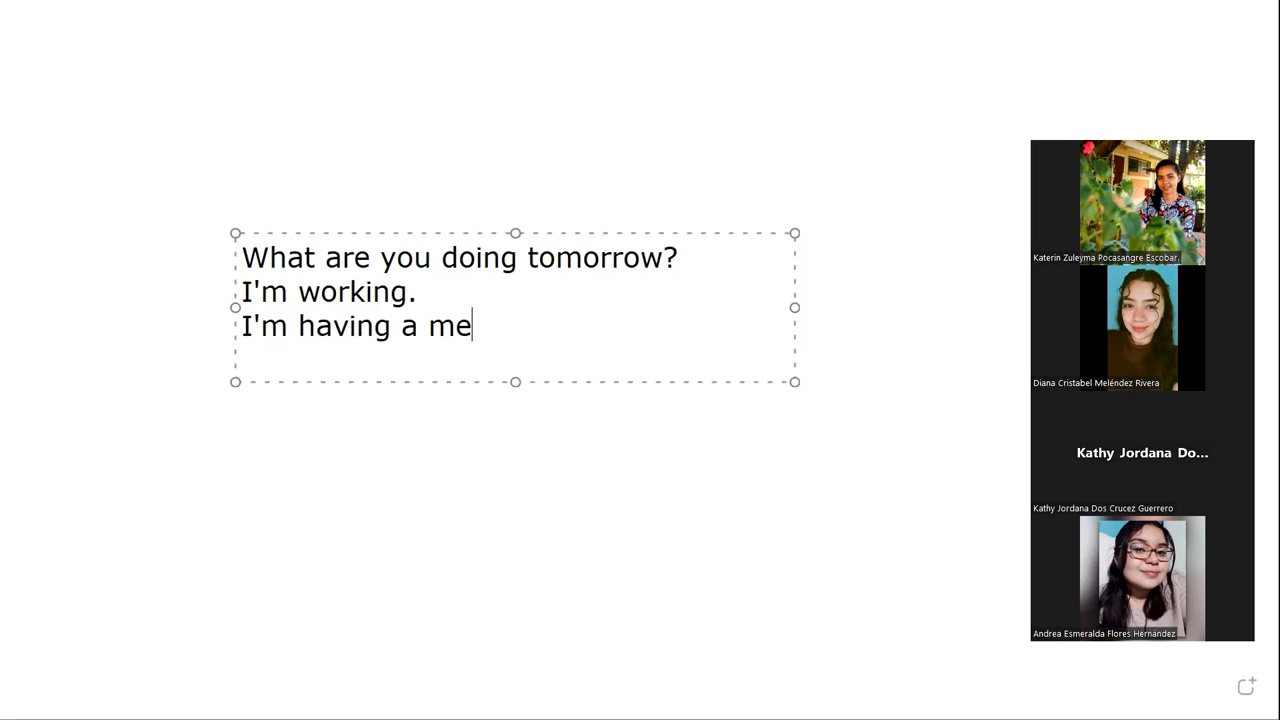 What are you doing tomorrow?
I'm working.
I'm having a me
Katerin Zuleyma Pocasangre Escobar.
Diana Cristabel Meléndez Rivera
Kathy Jordana Do...
Kathy Jordana Dos Crucez Guerrero
Andrea Esmeralda Flores Hernández